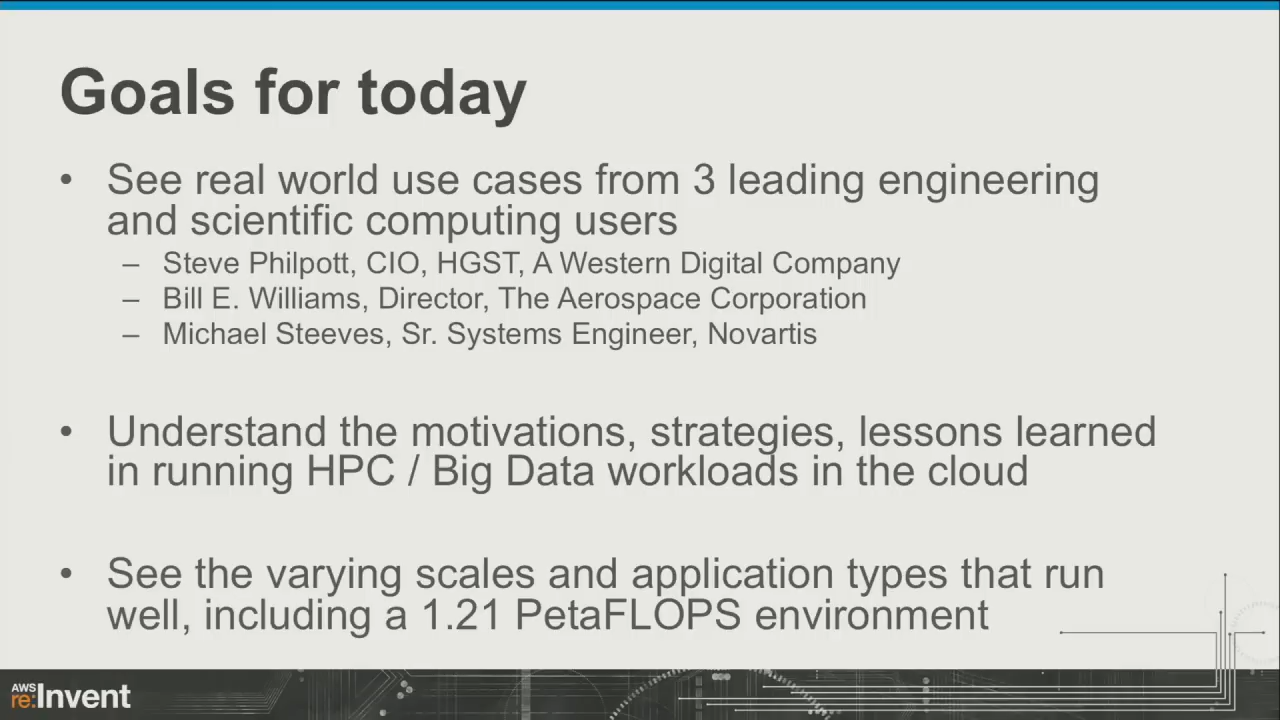 Goals for today
• See real world use cases from 3 leading engineering
and scientific computing users
– Steve Philpott, CIO, HGST, A Western Digital Company
– Bill E. Williams, Director, The Aerospace Corporation
– Michael Steeves, Sr. Systems Engineer, Novartis
• Understand the motivations, strategies, lessons learned
in running HPC / Big Data workloads in the cloud
• See the varying scales and application types that run
well, including a 1.21 PetaFLOPS environment
AWS
re:Invent